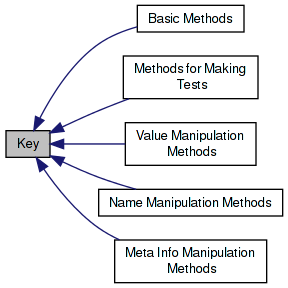 Basic Methods
Methods for Making
Tests
Key
Value Manipulation
Methods
Name Manipulation Methods
Meta Info Manipulation
Methods